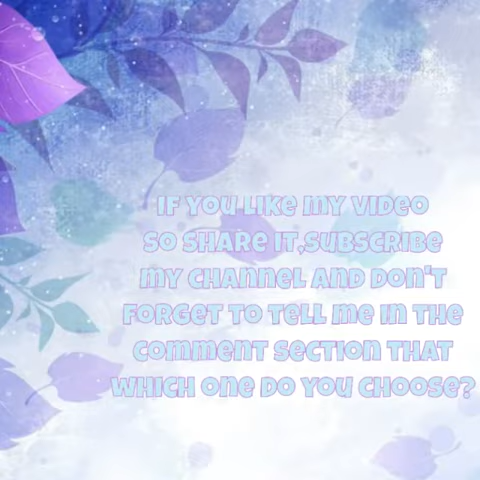 If you like my video
so share it,subscribe
my channel and don't
forget to tell me in the
comment section that
which one do you choose?